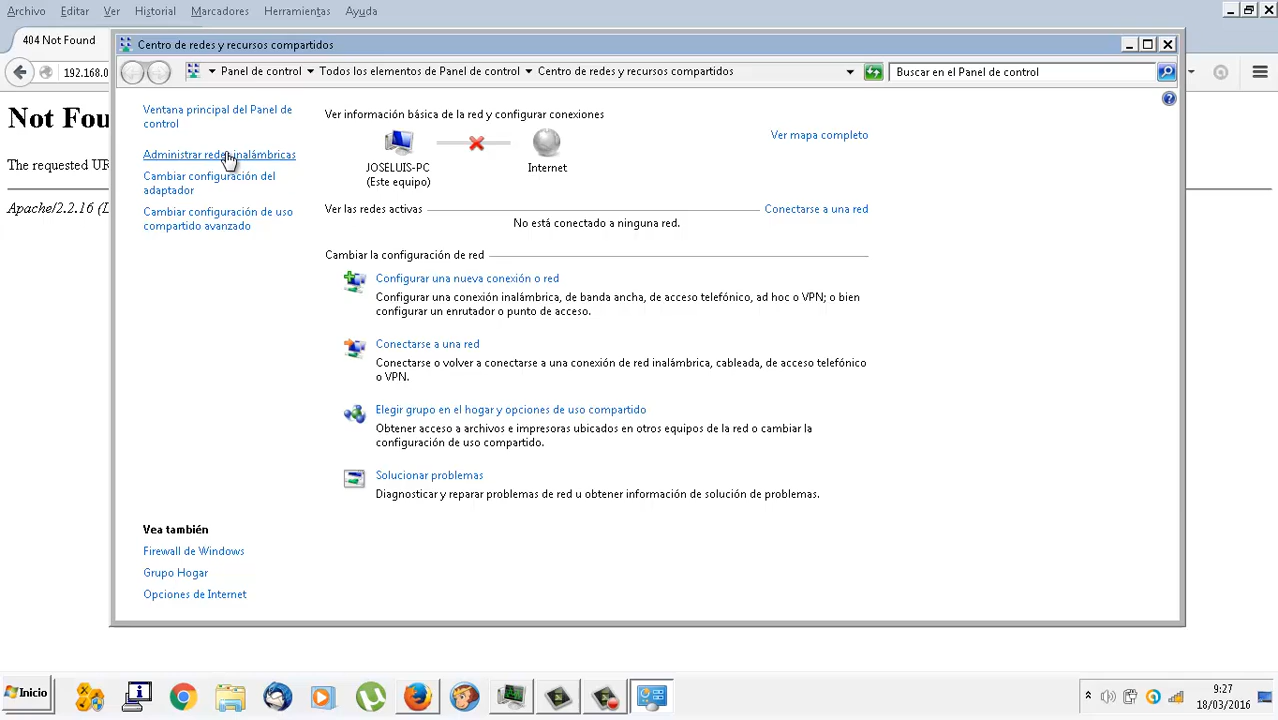 Archivo Editar Ver Historial Marcadores Herramientas Ayuda
404 Not Found
Centro de redes y recursos compartidos
192.168.0
Panel de control Todos los elementos de Panel de control Centro de redes y recursos compartidos
Buscar en el Panel de control
Not Fou
The requested UR
Apache/2.2.16 (
Ventana principal del Panel de
control
Administrar redes inalámbricas
Cambiar configuración del
adaptador
Cambiar configuración de uso
compartido avanzado
Ver información básica de la red y configurar conexiones
Ver mapa completo
JOSELUIS-PC
(Este equipo)
Internet
Ver las redes activas
Conectarse a una red
No está conectado a ninguna red.
Cambiar la configuración de red
Configurar una nueva conexión o red
Configurar una conexión inalámbrica, de banda ancha, de acceso telefónico, ad hoc o VPN; o bien
configurar un enrutador o punto de acceso.
Conectarse a una red
Conectarse o volver a conectarse a una conexión de red inalámbrica, cableada, de acceso telefónico
o VPN.
Elegir grupo en el hogar y opciones de uso compartido
Obtener acceso a archivos e impresoras ubicados en otros equipos de la red o cambiar la
configuración de uso compartido.
Solucionar problemas
Diagnosticar y reparar problemas de red u obtener información de solución de problemas.
Vea también
Firewall de Windows
Grupo Hogar
Opciones de Internet
Inicio
9:27
18/03/2016